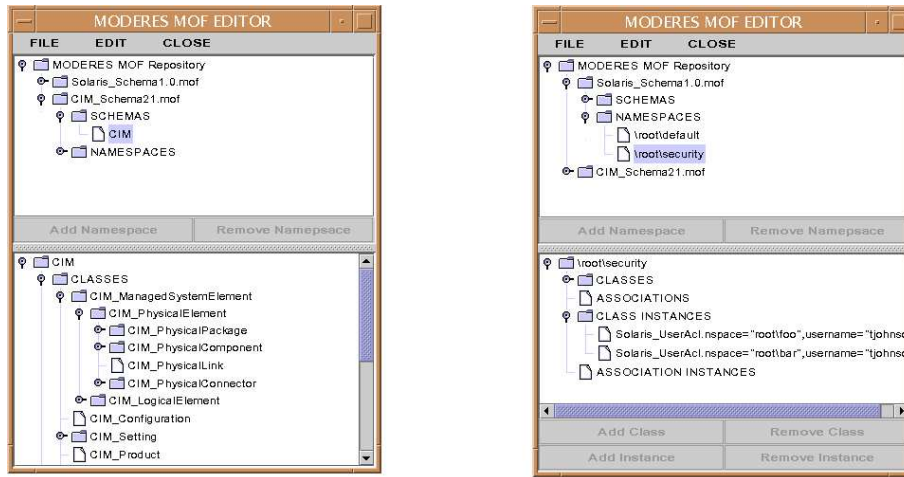 MODERES MOF EDITOR
FILE EDIT CLOSE
MODERES MOF Repository
Solaris_Schema1.0.mof
CIM_Schema21.mof
SCHEMAS
CIM
NAMESPACES
Add Namespace Remove Namepsace
CIM
CLASSES
CIM_ManagedSystemElement
CIM_PhysicalElement
CIM_PhysicalPackage
CIM_PhysicalComponent
CIM_PhysicalLink
CIM_PhysicalConnector
CIM_LogicalElement
CIM_Configuration
CIM_Setting
CIM_Product
MODERES MOF EDITOR
FILE EDIT CLOSE
MODERES MOF Repository
Solaris_Schema1.0.mof
SCHEMAS
NAMESPACES
\root\default
\root\security
CIM_Schema21.mof
Add Namespace Remove Namepsace
\root\security
CLASSES
ASSOCIATIONS
CLASS INSTANCES
Solaris_UserAcl.nspace="root\foo",username="tjohnso
Solaris_UserAcl.nspace="root\bar",username="tjohnso
ASSOCIATION INSTANCES
Add Class Remove Class
Add Instance Remove Instance